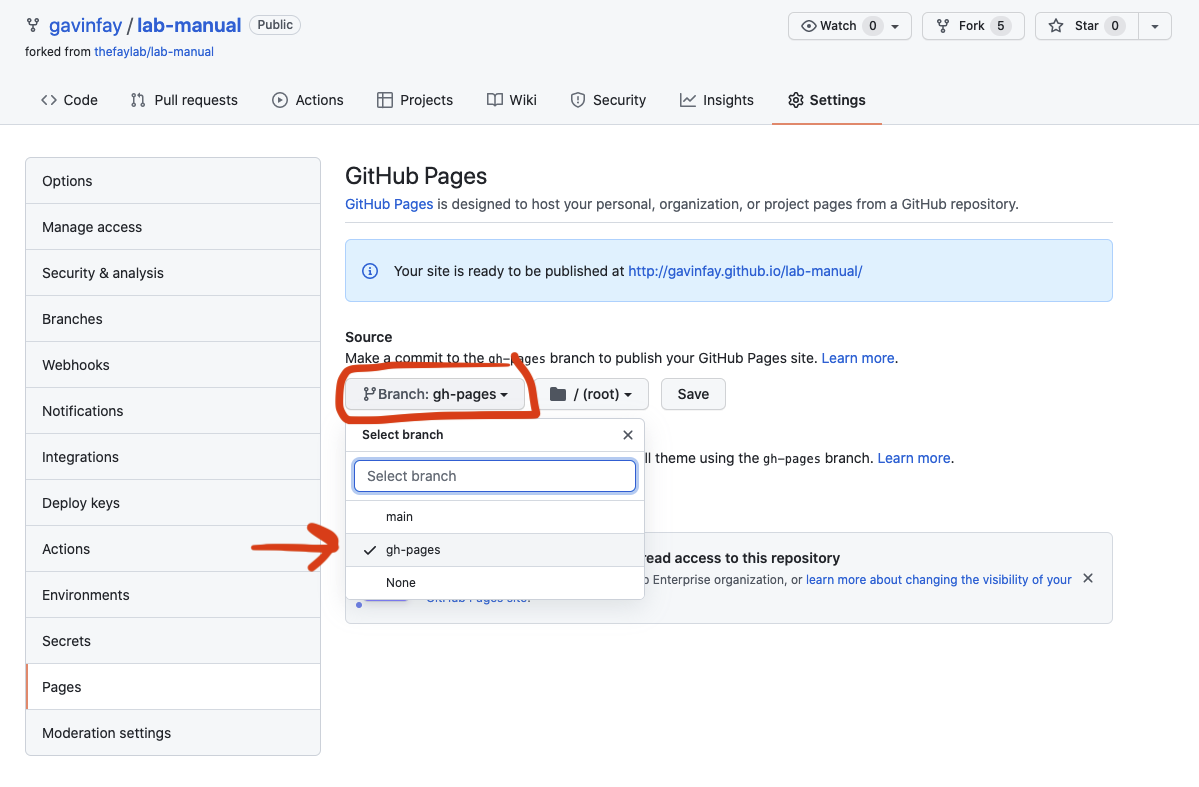 gavinfay / lab-manual Public
Watch 0 Fork 5 Star 0
forked from thefaylab/lab-manual
Code Pull requests Actions Projects Wiki Security Insights Settings
Options
Manage access
Security & analysis
Branches
Webhooks
Notifications
Integrations
Deploy keys
Actions
Environments
Secrets
Pages
Moderation settings
GitHub Pages
GitHub Pages is designed to host your personal, organization, or project pages from a GitHub repository.
Your site is ready to be published at http://gavinfay.github.io/lab-manual/
Source
Make a commit to the gh-pages branch to publish your GitHub Pages site. Learn more.
Branch: gh-pages / (root) Save
Select branch
Select branch
main
gh-pages
None
theme using the gh-pages branch. Learn more.
read access to this repository
Enterprise organization, or learn more about changing the visibility of your
GitHub Pages site.